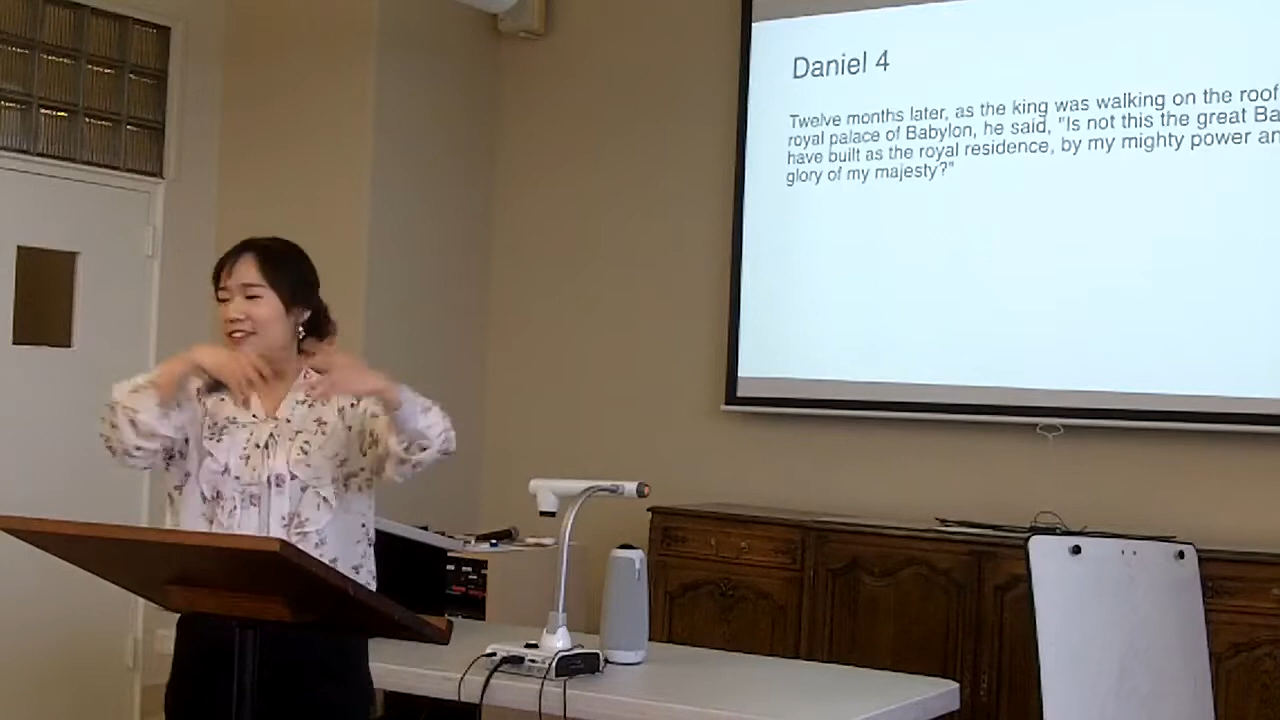 Daniel 4
Twelve months later, as the king was walking on the roof
royal palace of Babylon, he said, "Is not this the great Ba
have built as the royal residence, by my mighty power an
glory of my majesty?"